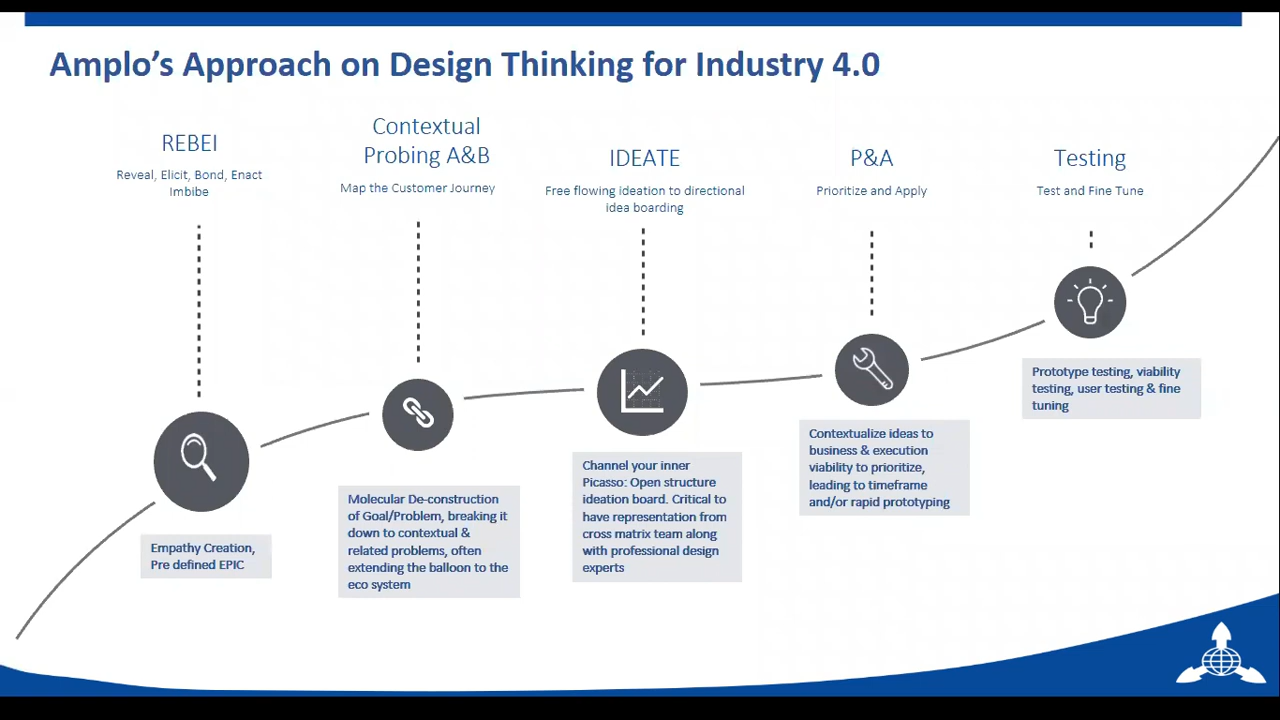 Amplo's Approach on Design Thinking for Industry 4.0
REBEI
Reveal, Elicit, Bond, Enact
Imbibe
Empathy Creation,
Pre defined EPIC
Contextual
Probing A&B
Map the Customer Journey
Molecular De-construction
of Goal/Problem, breaking it
down to contextual &
related problems, often
extending the balloon to the
eco system
IDEATE
Free flowing ideation to directional
idea boarding
Channel your inner
Picasso: Open structure
ideation board. Critical to
have representation from
cross matrix team along
with professional design
experts
P&A
Prioritize and Apply
Contextualize ideas to
business & execution
viability to prioritize,
leading to timeframe
and/or rapid prototyping
Testing
Test and Fine Tune
Prototype testing, viability
testing, user testing & fine
tuning